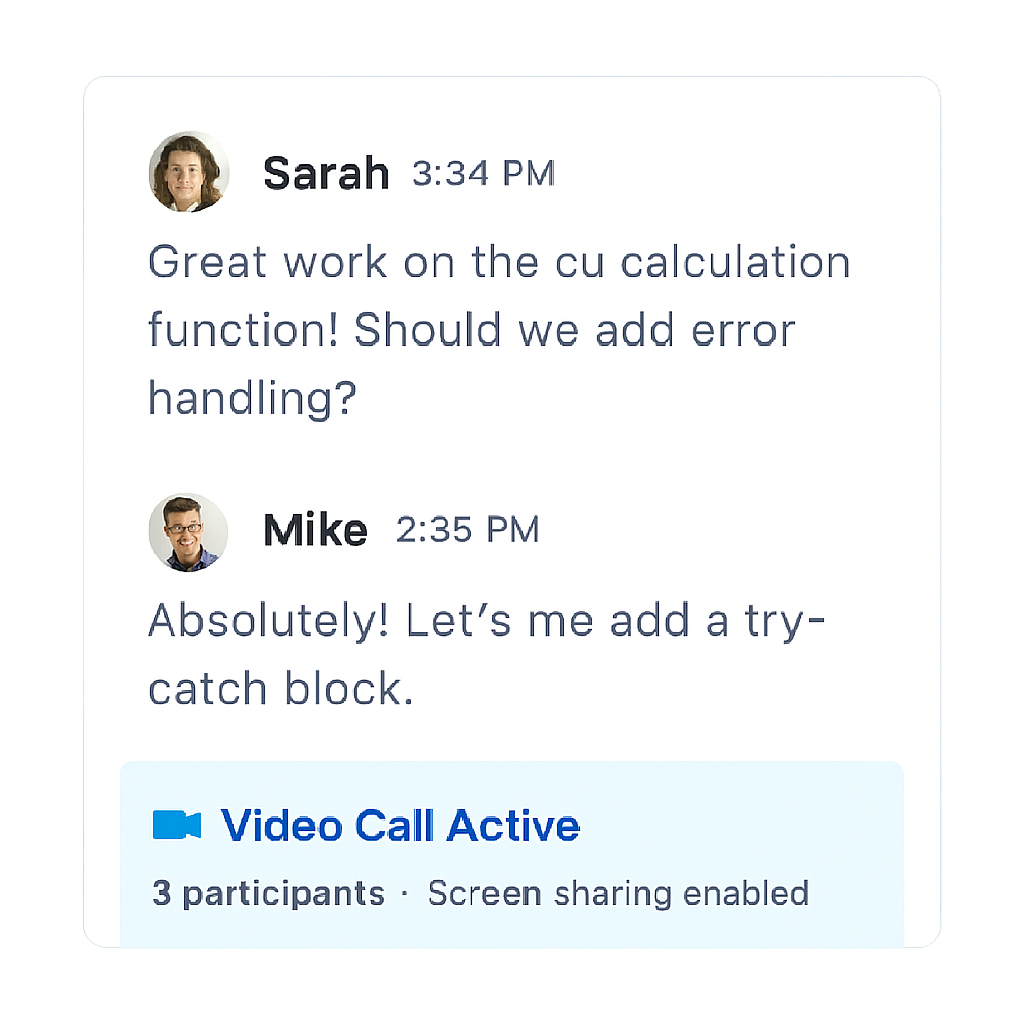 Sarah 3:34 PM
Great work on the cu calculation
function! Should we add error
handling?
Mike 2:35 PM
Absolutely! Let’s me add a try-
catch block.
Video Call Active
3 participants · Screen sharing enabled